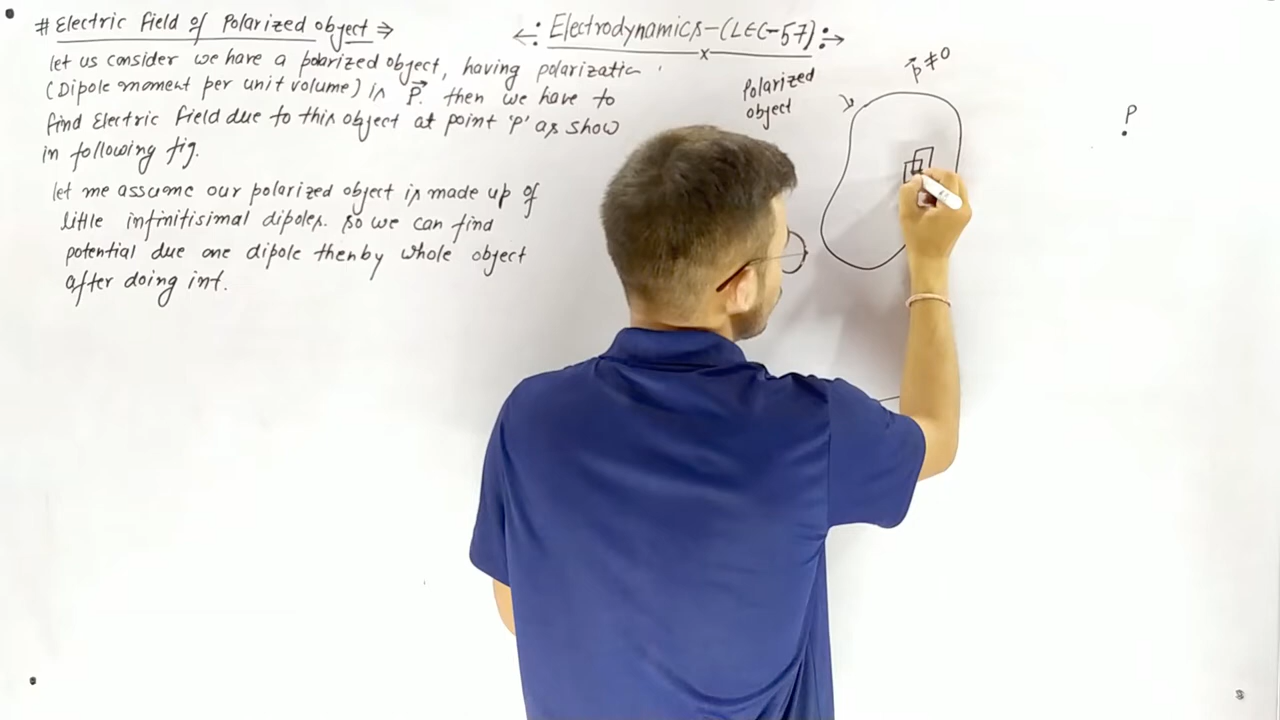 # Electric field of Polarized object ⇒
Electrodynamics-(LEC-57)
x
let us consider we have a polarized object, having polarizatic
(Dipole moment per unit volume) is P⃗. then we have to
find Electric field due to this object at point 'P' as show
in following fig.
let me assume our polarized object is made up of
little infinitisimal dipoles. so we can find
potential due one dipole thenby whole object
after doing int.
Polarized
object
P⃗≠0
P